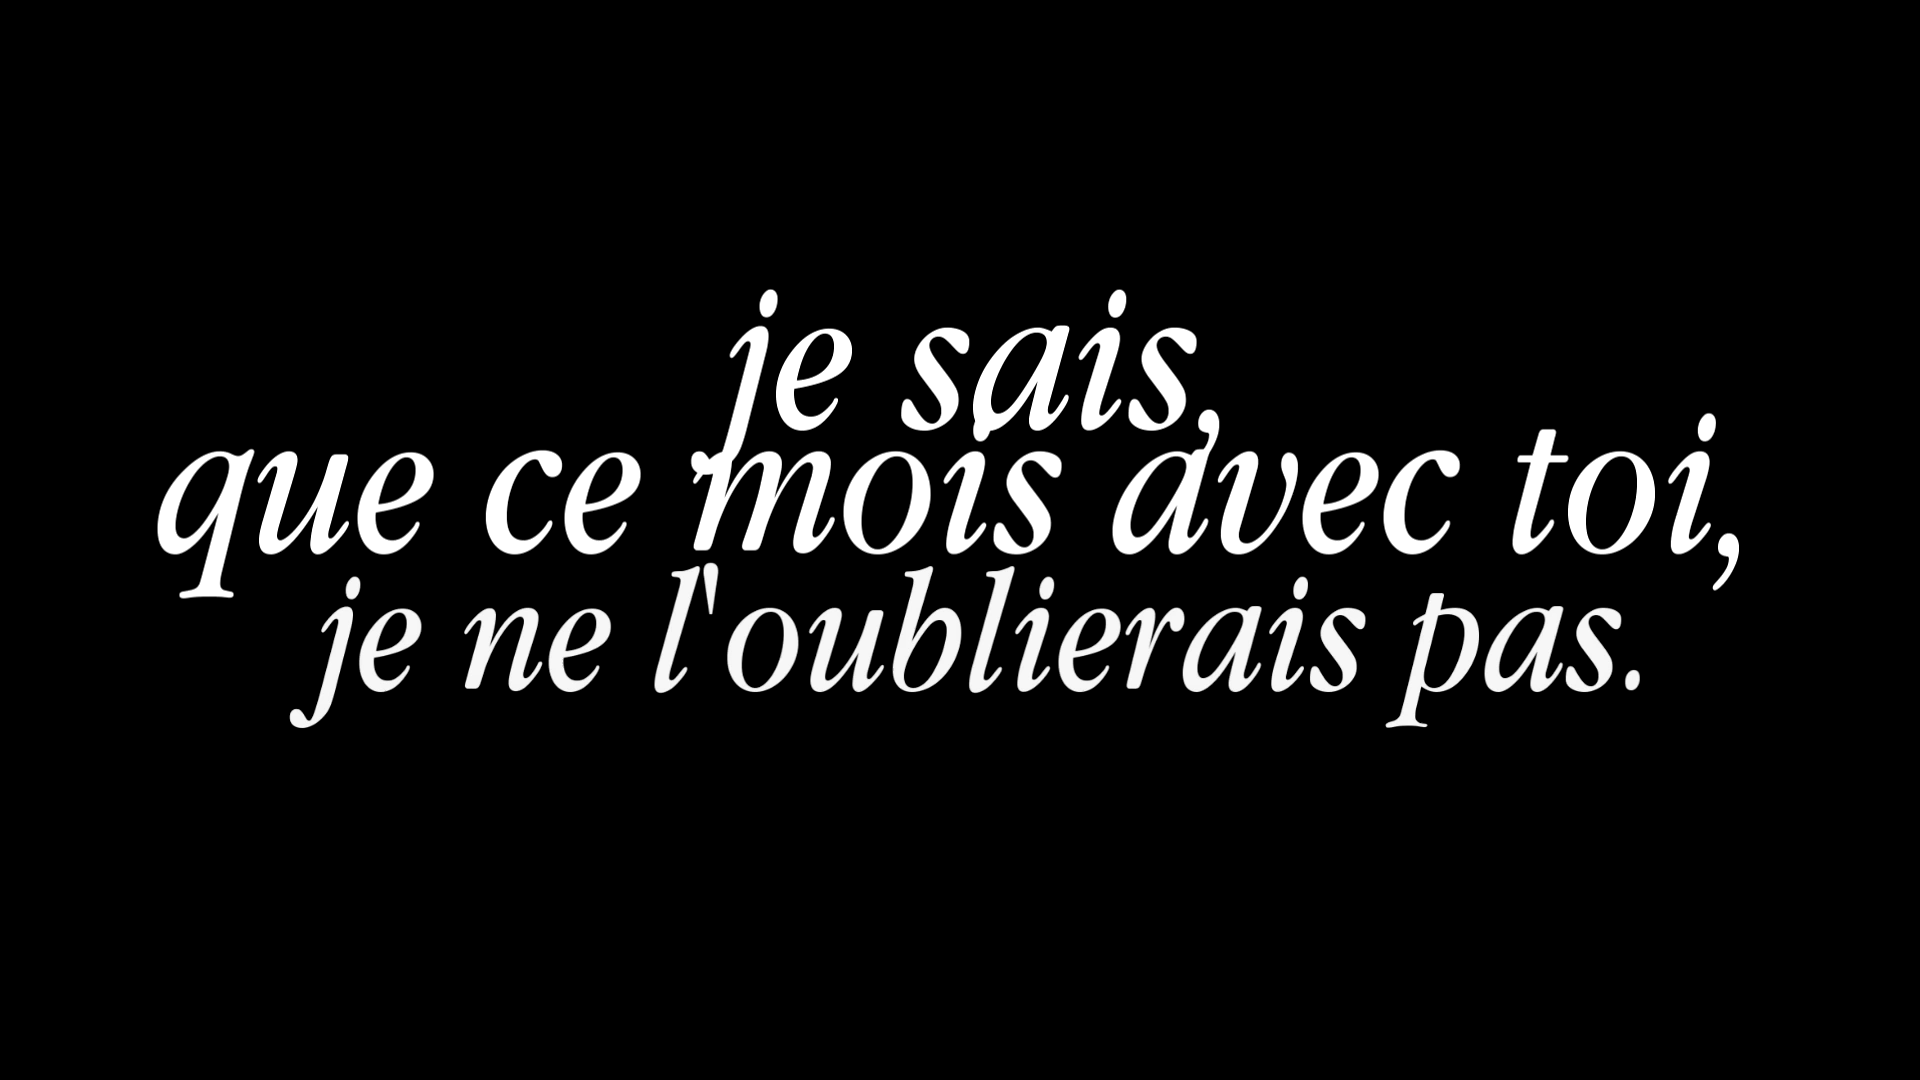 je sais,
que ce mois avec toi,
je ne l'oublierais pas.